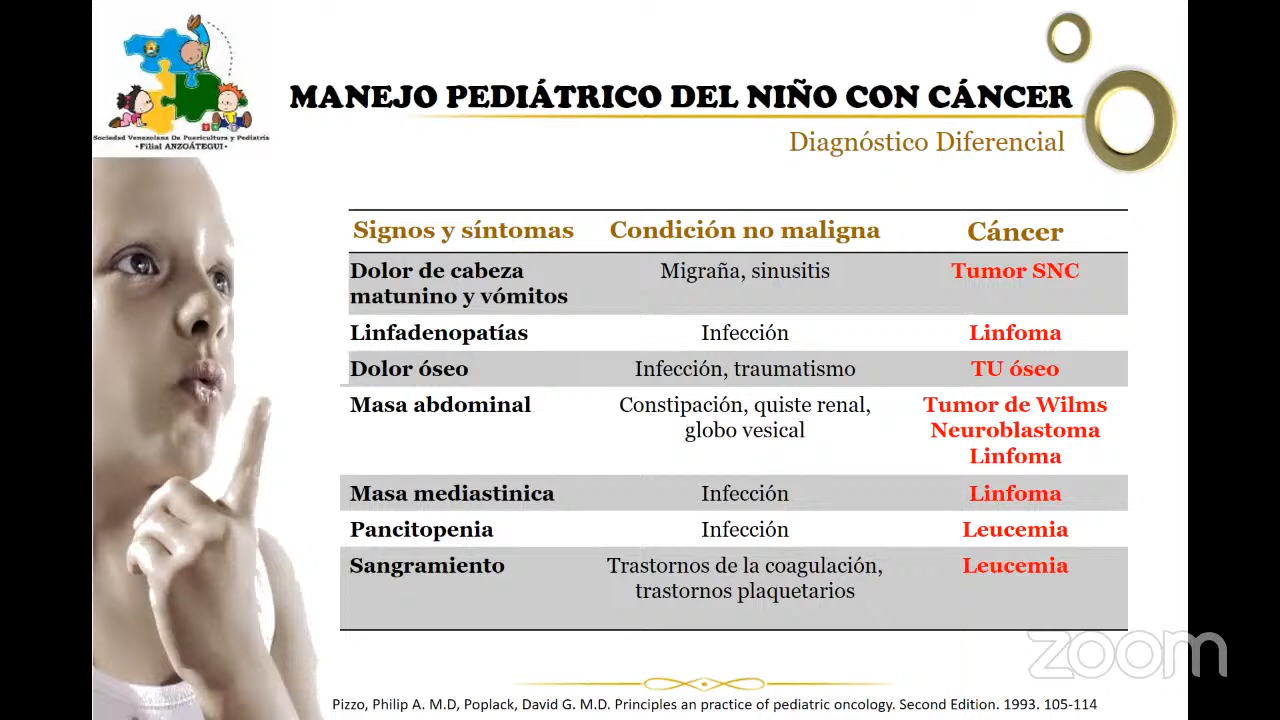 Sociedad Venezolana De Puericultura y Pediatría
· Filial ANZOÁTEGUI ·
MANEJO PEDIÁTRICO DEL NIÑO CON CÁNCER
Diagnóstico Diferencial
Signos y síntomas Condición no maligna Cáncer
Dolor de cabeza Migraña, sinusitis Tumor SNC
matunino y vómitos
Linfadenopatías Infección Linfoma
Dolor óseo Infección, traumatismo TU óseo
Masa abdominal Constipación, quiste renal, Tumor de Wilms
globo vesical Neuroblastoma
Linfoma
Masa mediastinica Infección Linfoma
Pancitopenia Infección Leucemia
Sangramiento Trastornos de la coagulación, Leucemia
trastornos plaquetarios
zoom
Pizzo, Philip A. M.D, Poplack, David G. M.D. Principles an practice of pediatric oncology. Second Edition. 1993. 105-114